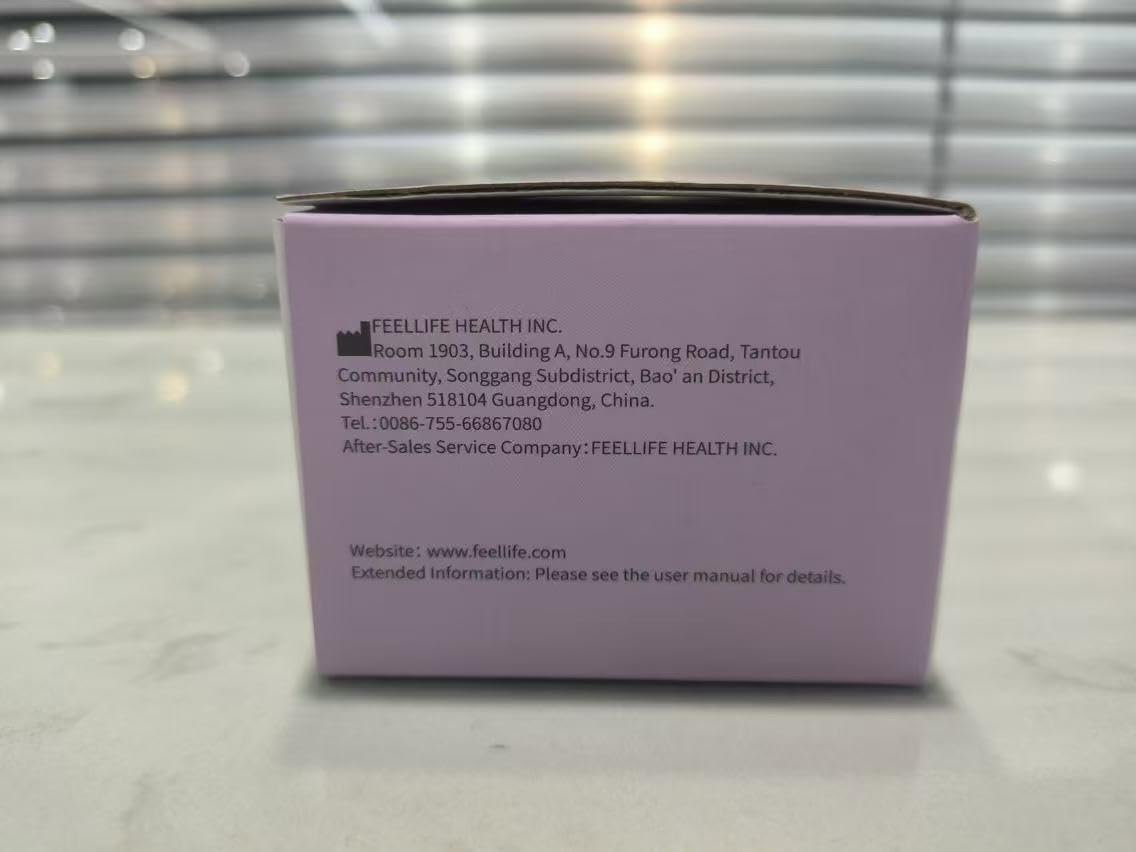 FEELLIFE HEALTH INC.
Room 1903, Building A, No.9 Furong Road, Tantou
Community, Songgang Subdistrict, Bao' an District,
Shenzhen 518104 Guangdong, China.
Tel.:0086-755-66867080
After-Sales Service Company:FEELLIFE HEALTH INC.
Website: www.feellife.com
Extended Information: Please see the user manual for details.